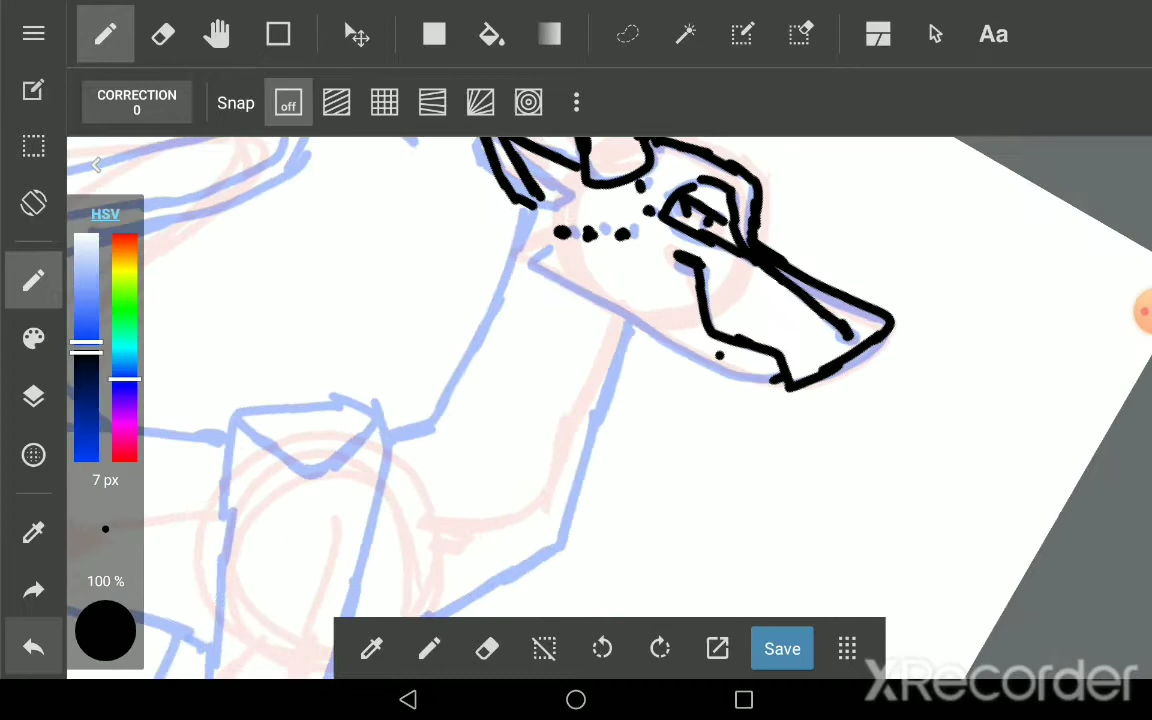 Aa
CORRECTION
0
Snap
off
HSV
7 px
100 %
Save
XRecorder